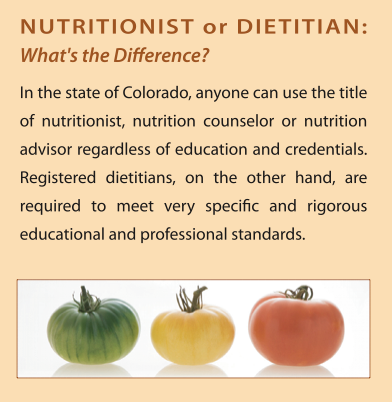 NUTRITIONIST or DIETITIAN:
What's the Difference?
In the state of Colorado, anyone can use the title
of nutritionist, nutrition counselor or nutrition
advisor regardless of education and credentials.
Registered dietitians, on the other hand, are
required to meet very specific and rigorous
educational and professional standards.